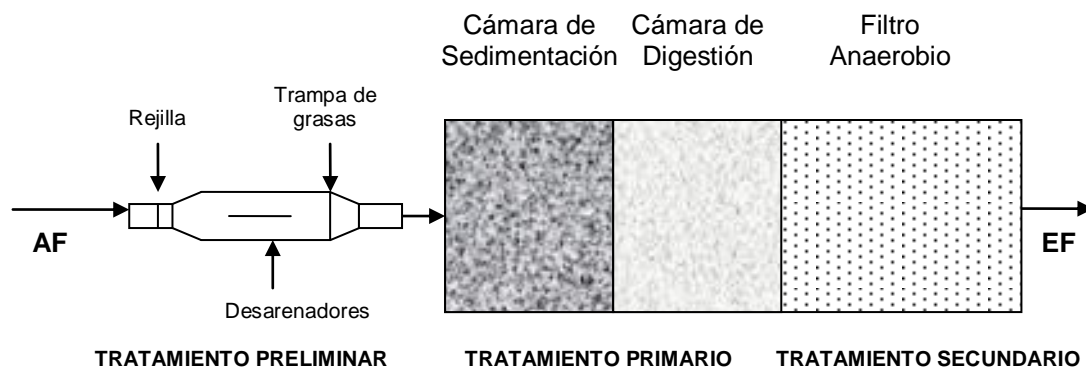 Cámara de
Sedimentación
Cámara de
Digestión
Filtro
Anaerobio
Trampa de
grasas
Rejilla
AF
EF
Desarenadores
TRATAMIENTO PRELIMINAR
TRATAMIENTO PRIMARIO
TRATAMIENTO SECUNDARIO